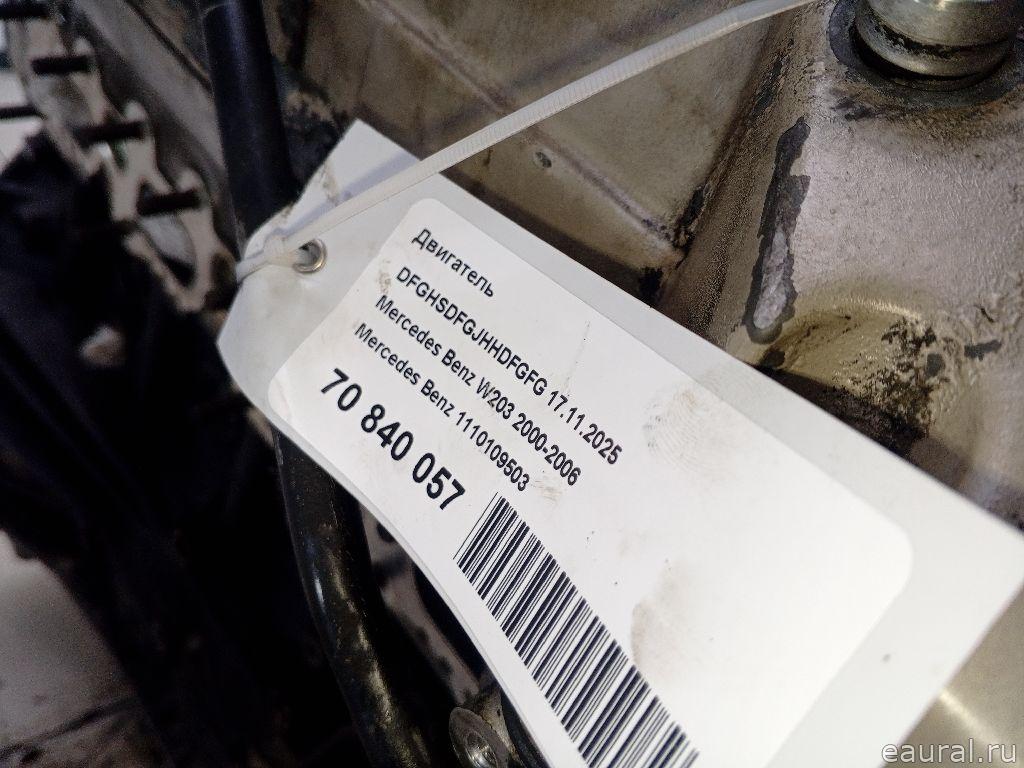 Двигатель
DFGHSDFGJHHDFGFG 17.11.2025
Mercedes Benz W203 2000-2006
Mercedes Benz 1110109503
70 840 057
eaural.ru